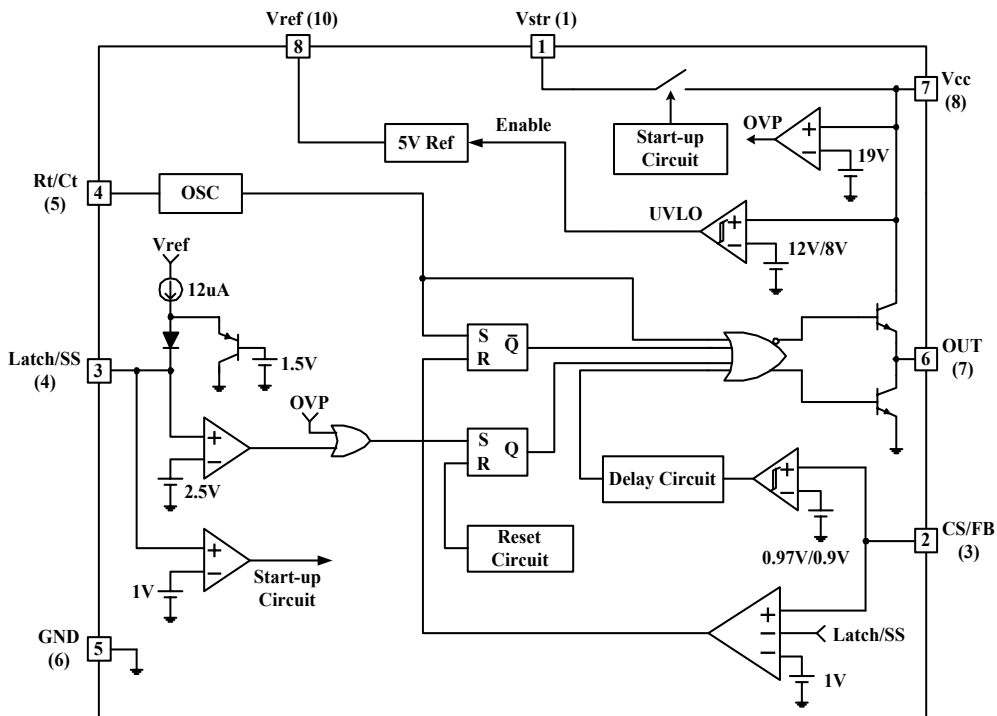 Vref (10)
Vstr (1)
8
1
7
Vcc
(8)
OVP
+
−
19V
5V Ref
Enable
Start-up
Circuit
Rt/Ct
(5)
4
OSC
UVLO
+
−
12V/8V
Vref
12uA
S
R
Q̅
Latch/SS
(4)
3
1.5V
6
OUT
(7)
OVP
S
R
Q
+
−
2.5V
Delay Circuit
+
−
0.97V/0.9V
2
CS/FB
(3)
Reset
Circuit
+
−
1V
Start-up
Circuit
+
−
−
Latch/SS
1V
GND
(6)
5